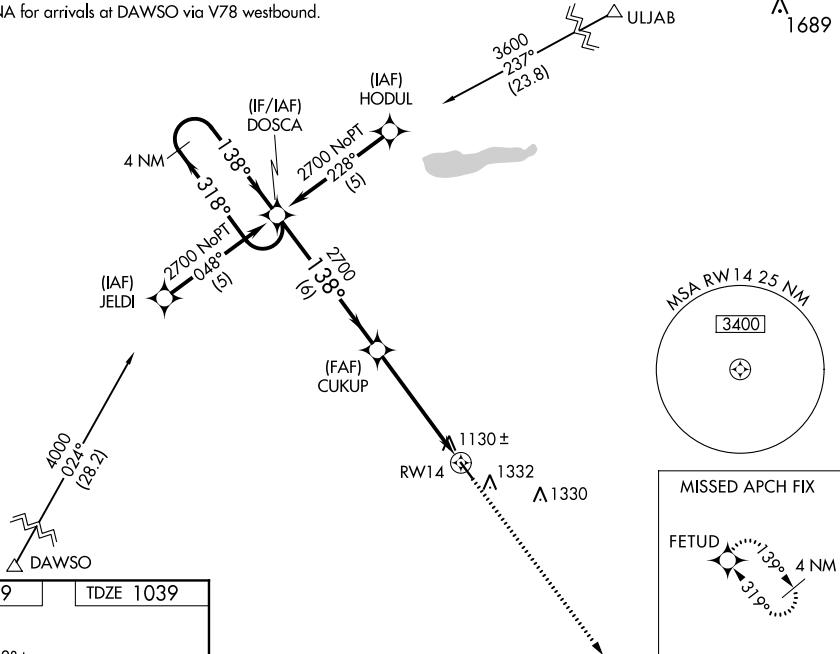 NA for arrivals at DAWSO via V78 westbound.
ULJAB
1689
3600
237°
(23.8)
(IAF)
HODUL
(IF/IAF)
DOSCA
4 NM
138°
318°
2700 NoPT
228°
(5)
2700 NoPT
048°
(5)
(IAF)
JELDI
2700
138°
(6)
(FAF)
CUKUP
MSA RW14 25 NM
3400
4000
024°
(28.2)
DAWSO
1130 ±
RW14
1332
1330
MISSED APCH FIX
FETUD
139°
319°
4 NM
9
TDZE 1039